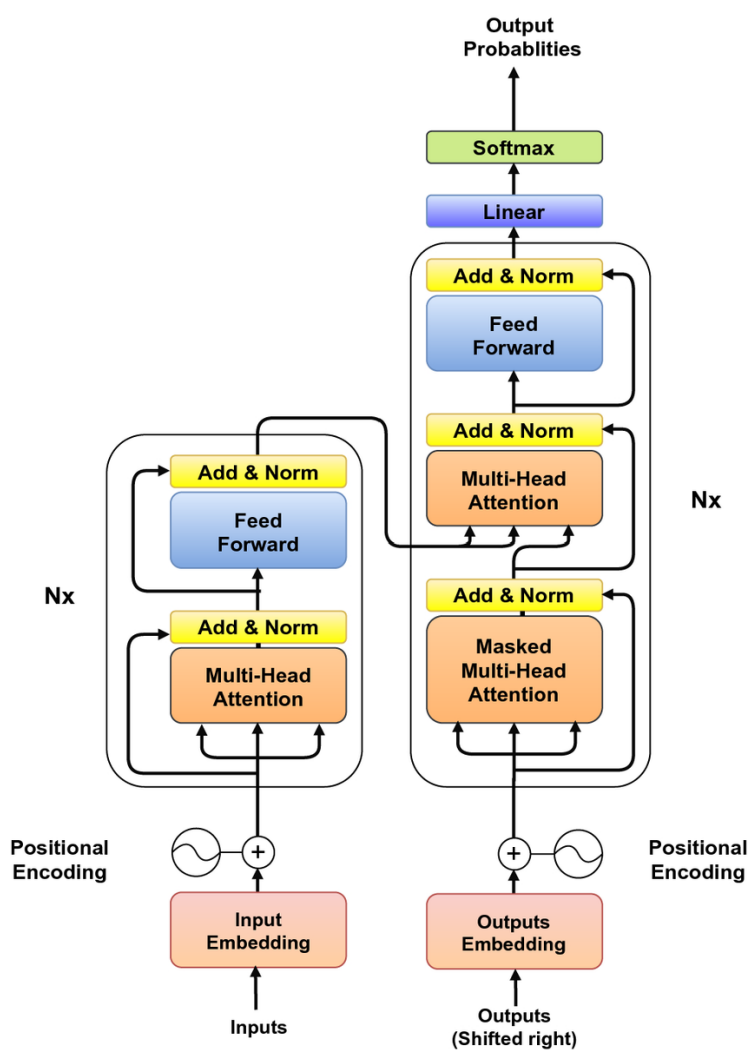 Output
Probablities
Softmax
Linear
Add & Norm
Feed
Forward
Add & Norm
Multi-Head
Attention
Nx
Add & Norm
Masked
Multi-Head
Attention
Add & Norm
Feed
Forward
Nx
Add & Norm
Multi-Head
Attention
Positional
Encoding
+
+
Positional
Encoding
Input
Embedding
Outputs
Embedding
Inputs
Outputs
(Shifted right)